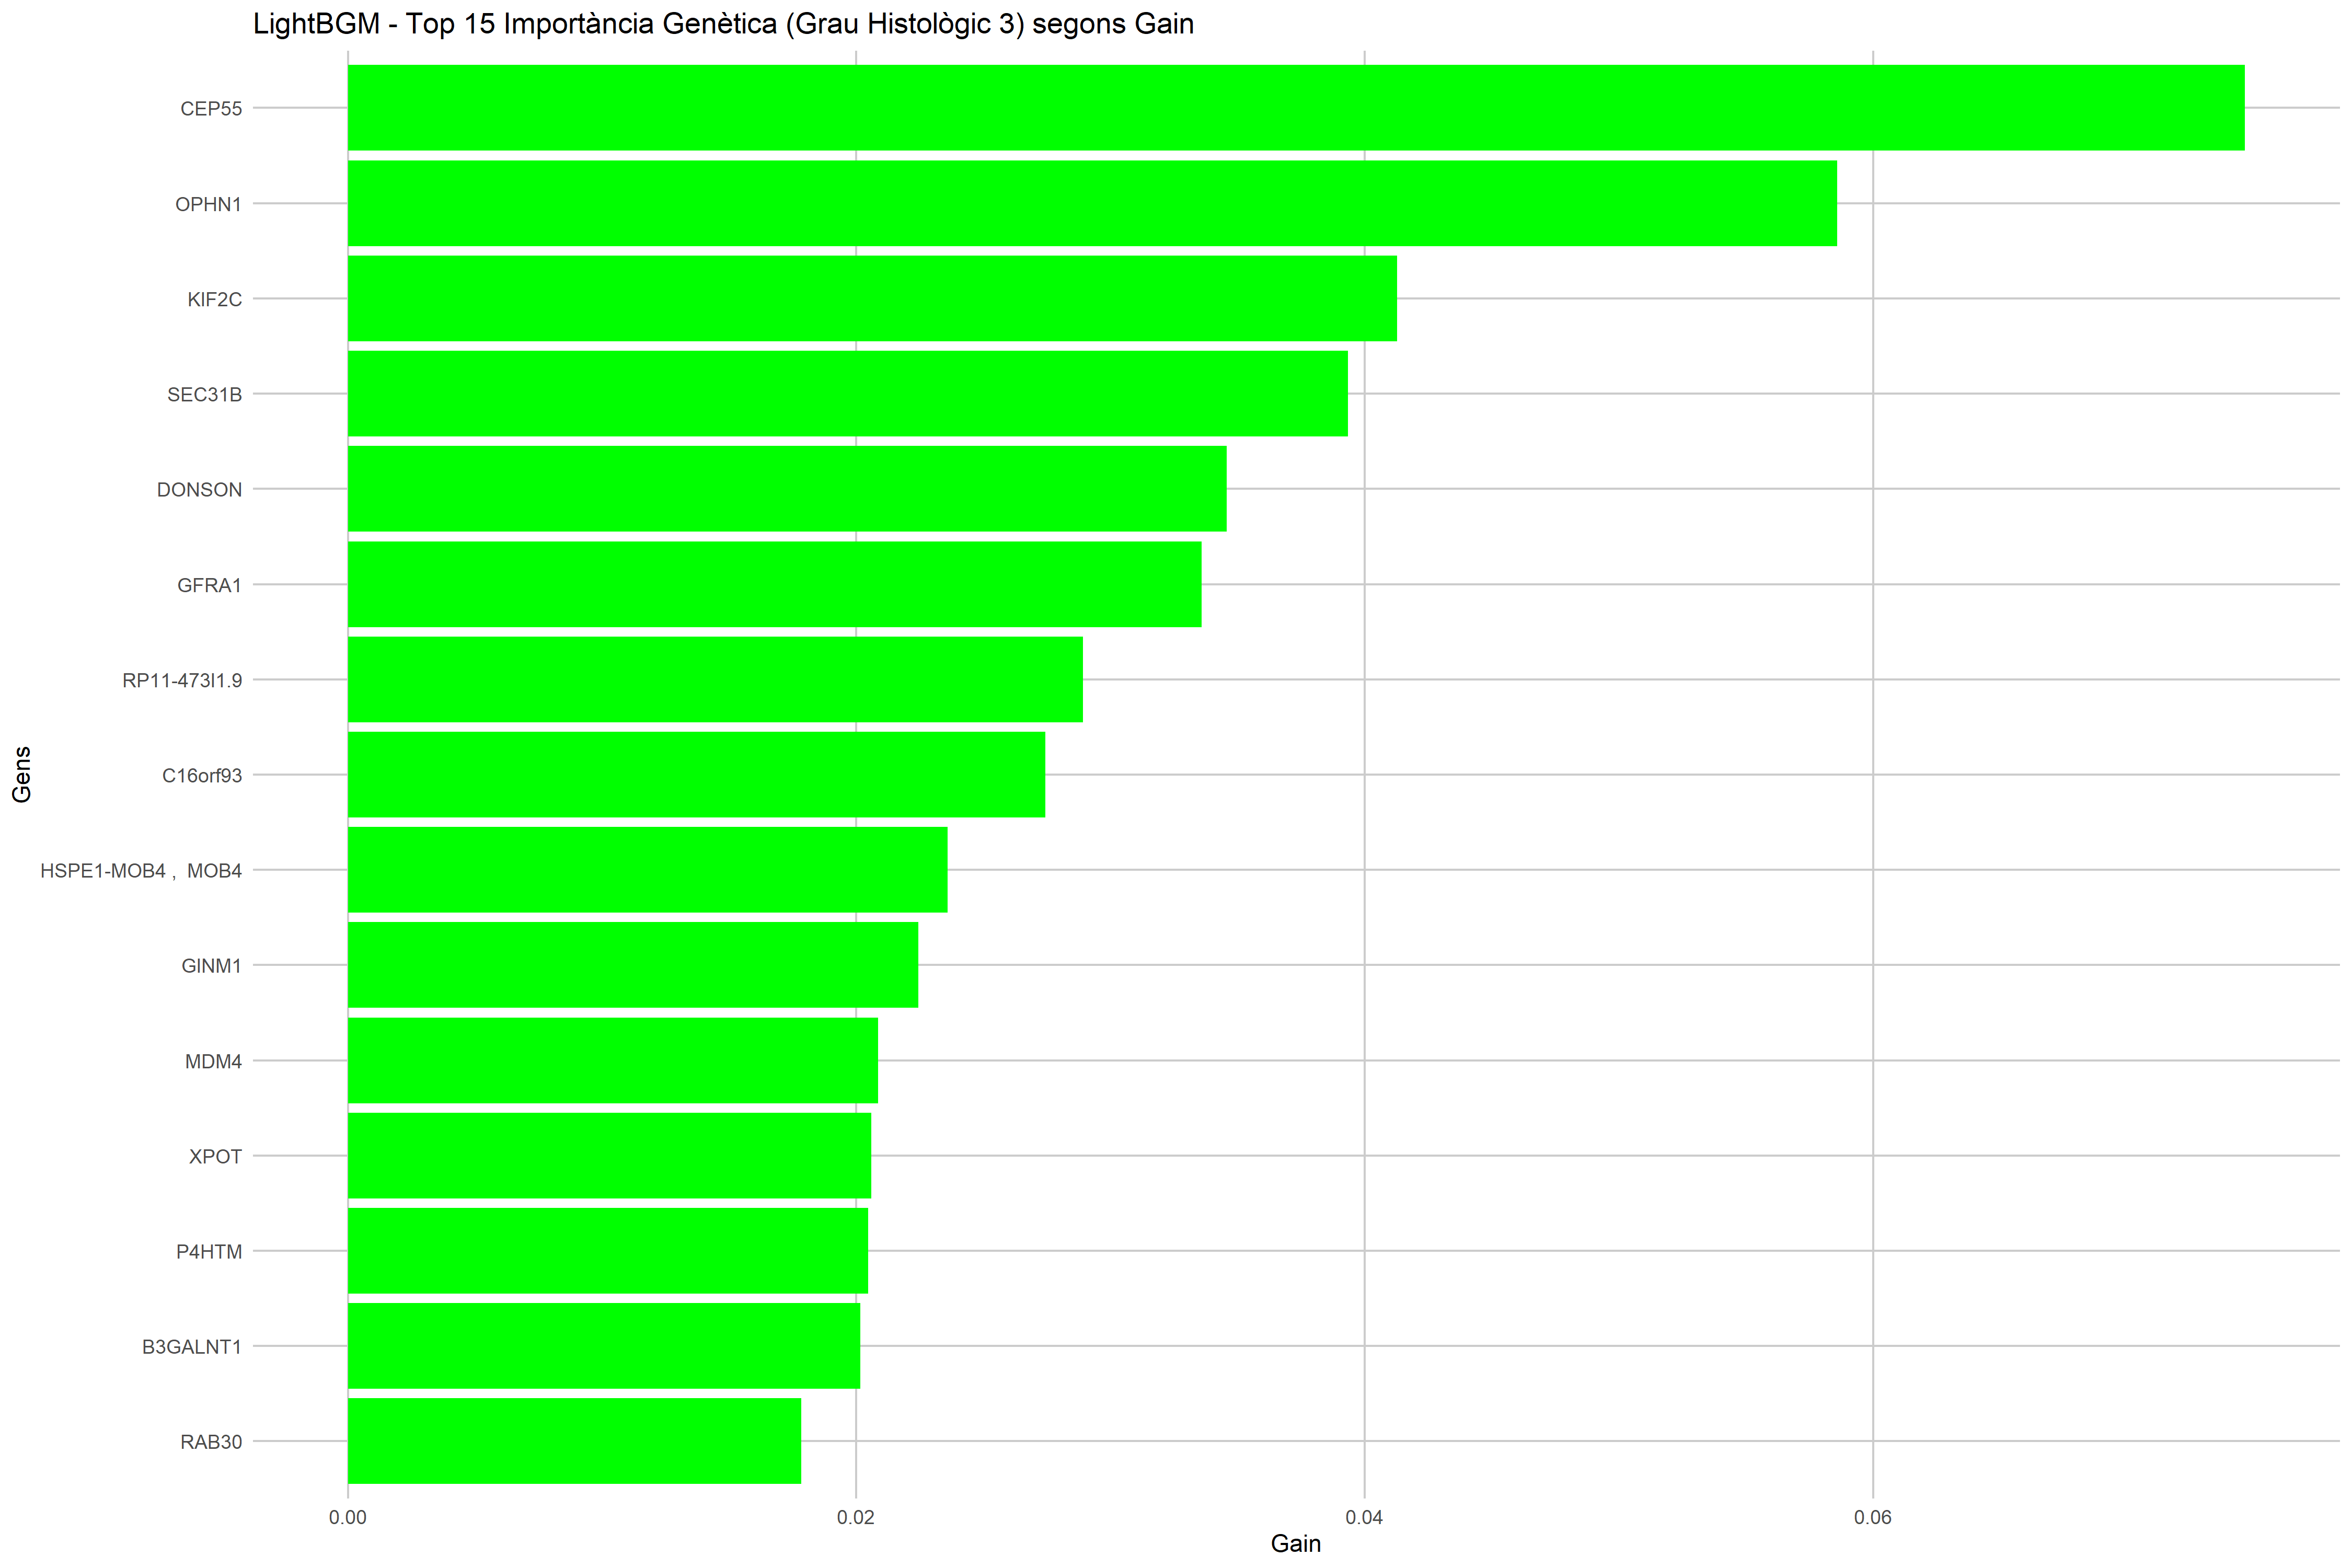 LightBGM - Top 15 Importància Genètica (Grau Histològic 3) segons Gain
CEP55
OPHN1
KIF2C
SEC31B
DONSON
GFRA1
RP11-473I1.9
C16orf93
HSPE1-MOB4 ,  MOB4
GINM1
MDM4
XPOT
P4HTM
B3GALNT1
RAB30
Gens
0.00 0.02 0.04 0.06
Gain